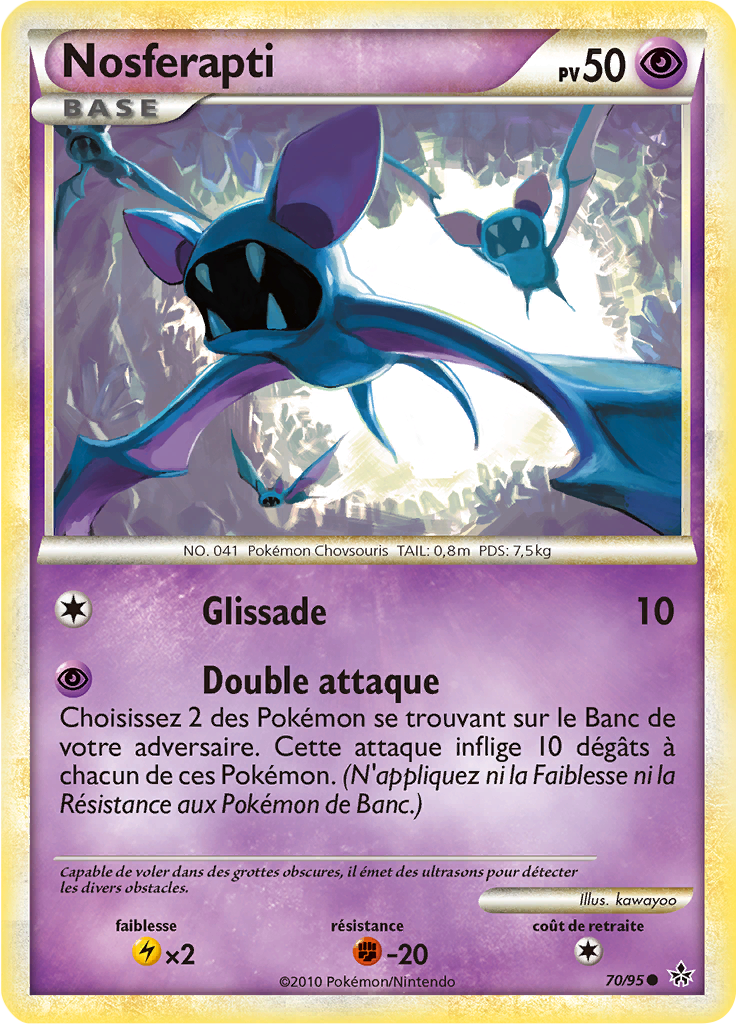 Nosferapti
PV 50
BASE
NO. 041 Pokémon Chovsouris TAIL: 0,8m PDS: 7,5kg
Glissade 10
Double attaque
Choisissez 2 des Pokémon se trouvant sur le Banc de
votre adversaire. Cette attaque inflige 10 dégâts à
chacun de ces Pokémon. (N'appliquez ni la Faiblesse ni la
Résistance aux Pokémon de Banc.)
Capable de voler dans des grottes obscures, il émet des ultrasons pour détecter
les divers obstacles.
Illus. kawayoo
faiblesse résistance coût de retraite
×2 -20
©2010 Pokémon/Nintendo 70/95